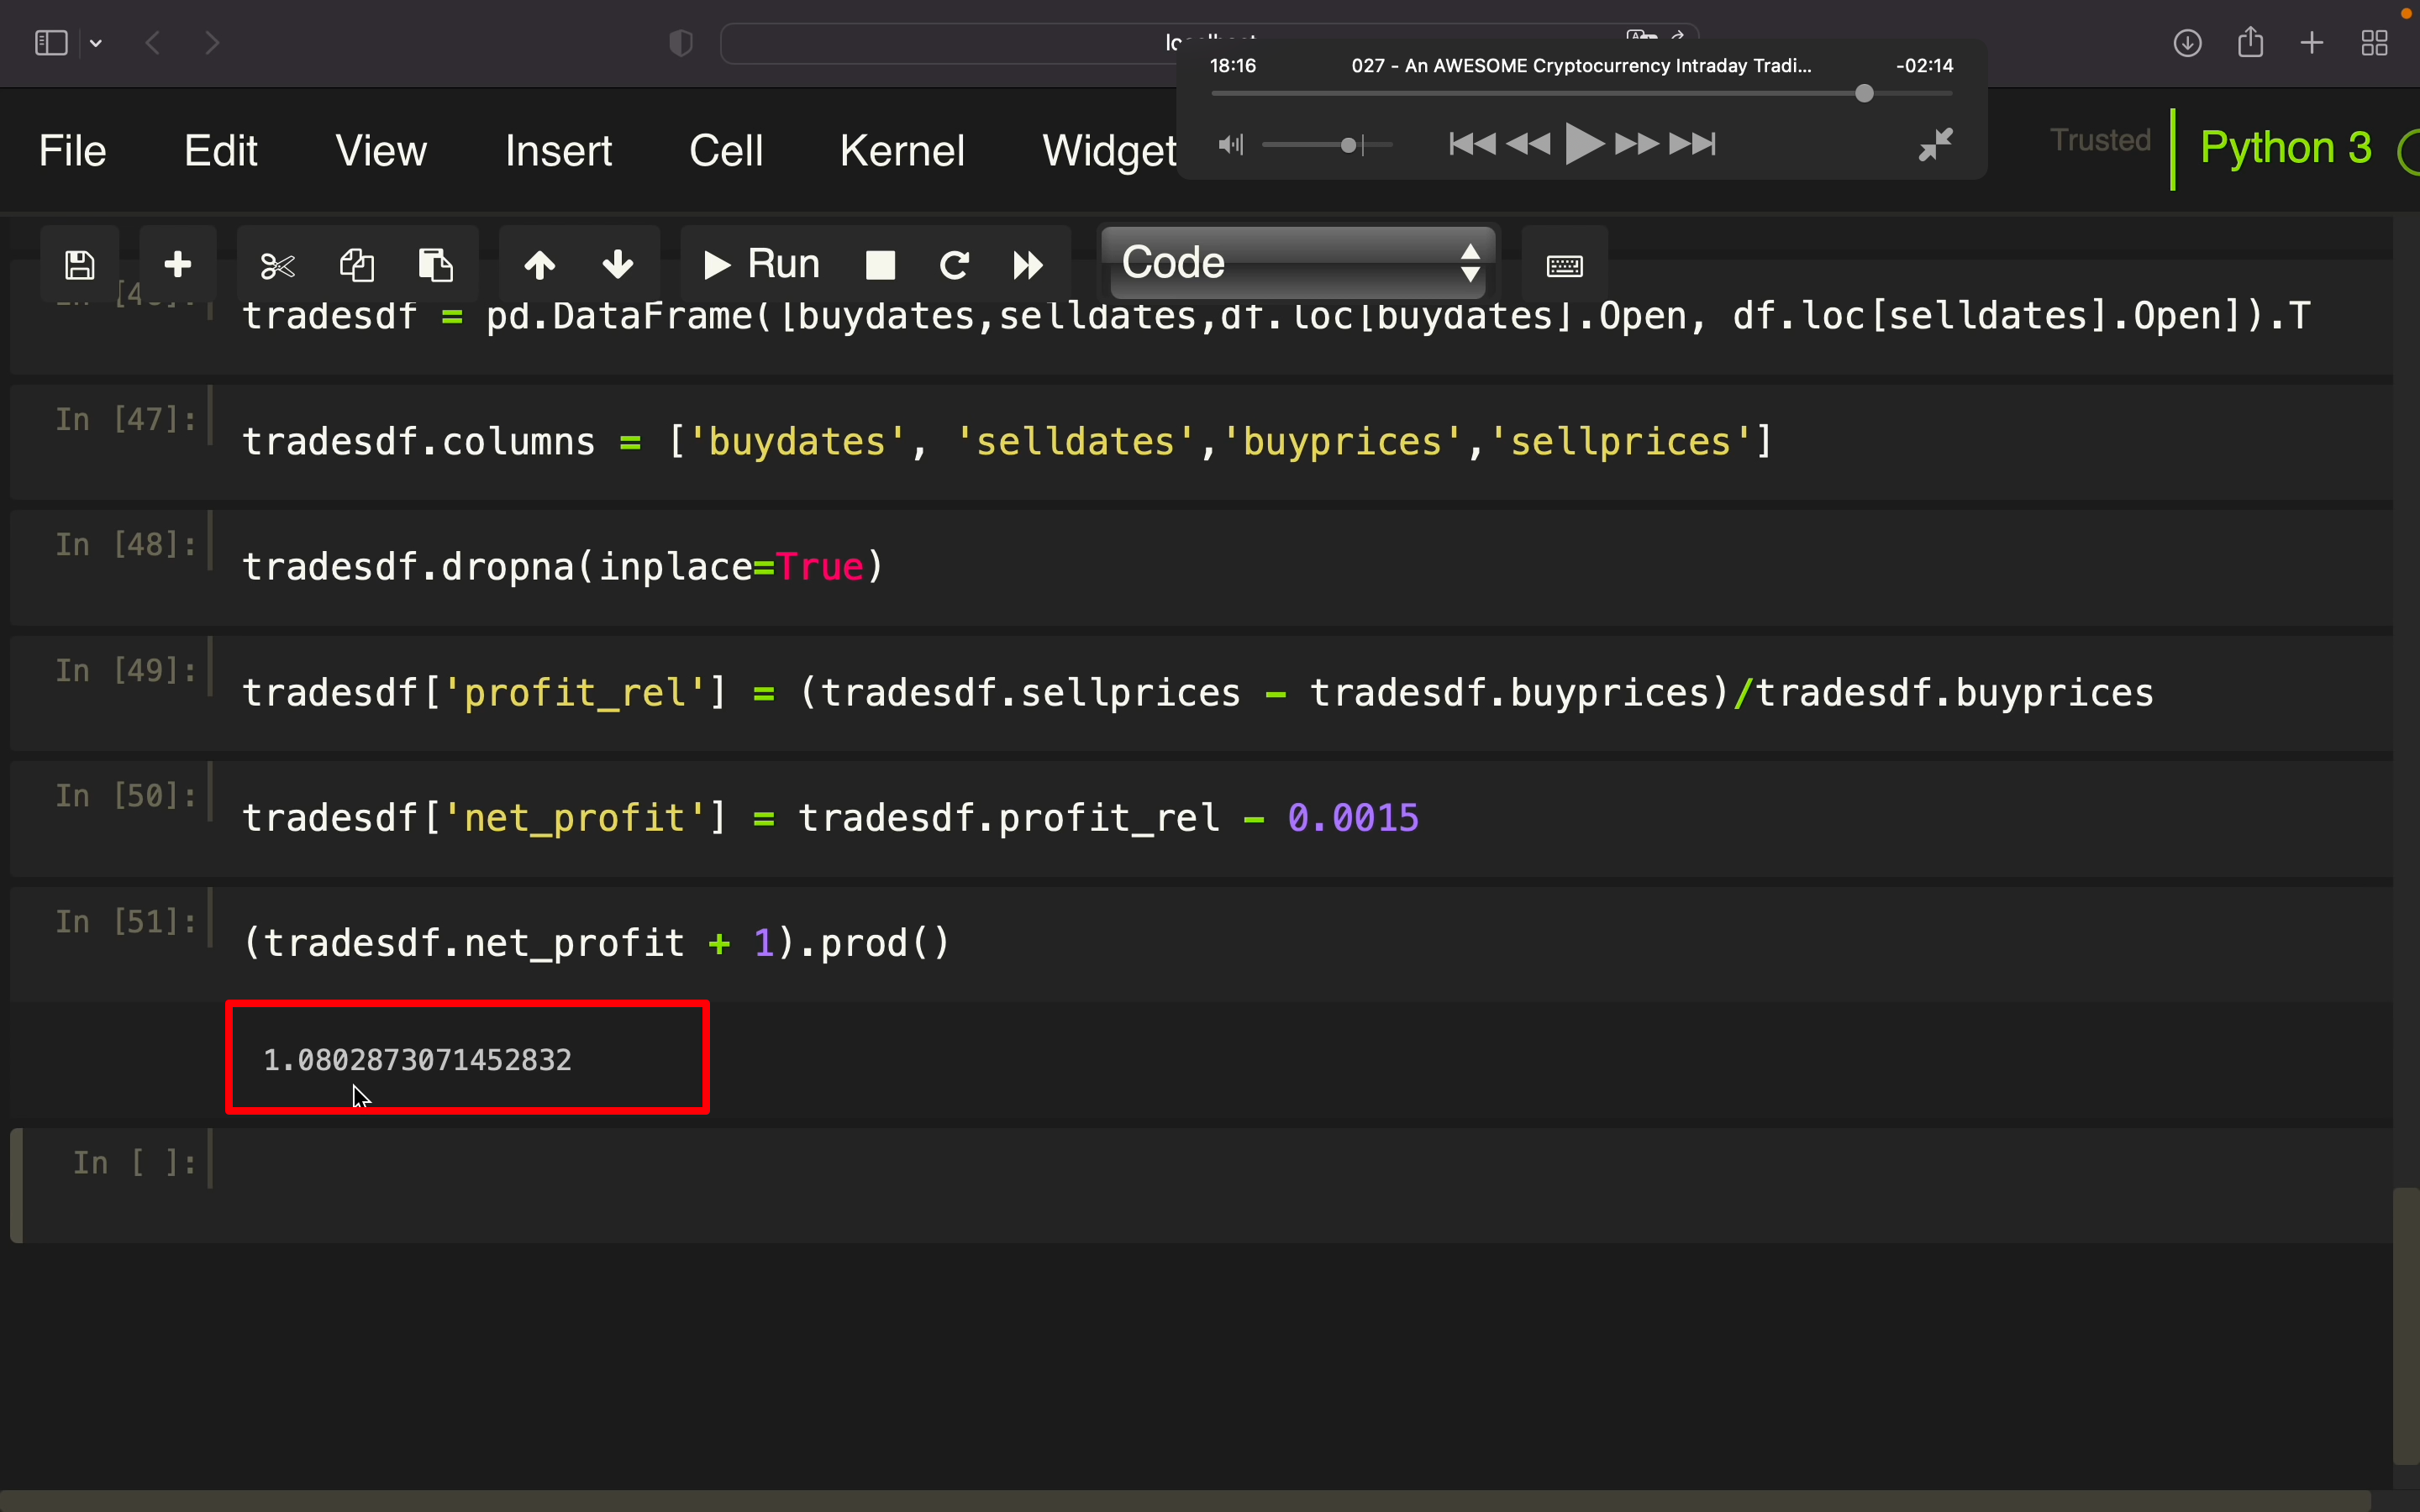 18:16 027 - An AWESOME Cryptocurrency Intraday Tradi... -02:14
File Edit View Insert Cell Kernel Widget Trusted Python 3
Run Code
tradesdf = pd.DataFrame([buydates,selldates,df.loc[buydates].Open, df.loc[selldates].Open]).T
In [47]: tradesdf.columns = ['buydates', 'selldates','buyprices','sellprices']
In [48]: tradesdf.dropna(inplace=True)
In [49]: tradesdf['profit_rel'] = (tradesdf.sellprices - tradesdf.buyprices)/tradesdf.buyprices
In [50]: tradesdf['net_profit'] = tradesdf.profit_rel - 0.0015
In [51]: (tradesdf.net_profit + 1).prod()
1.0802873071452832
In [ ]: